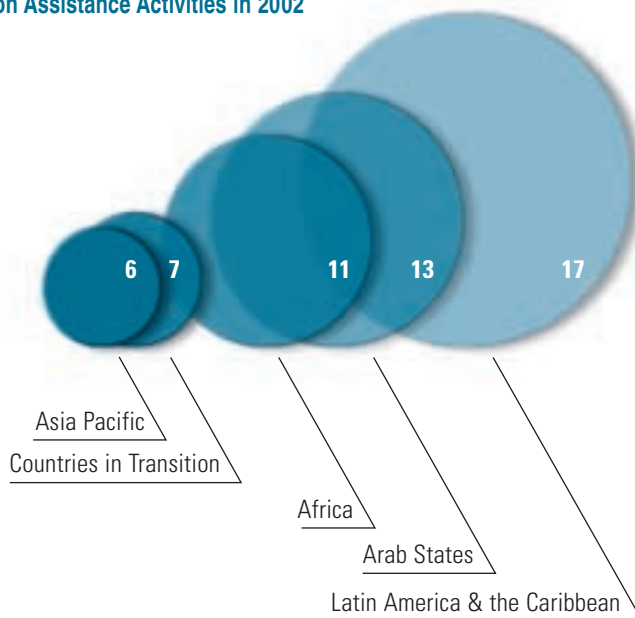 on Assistance Activities in 2002
6 7 11 13 17
Asia Pacific
Countries in Transition
Africa
Arab States
Latin America & the Caribbean